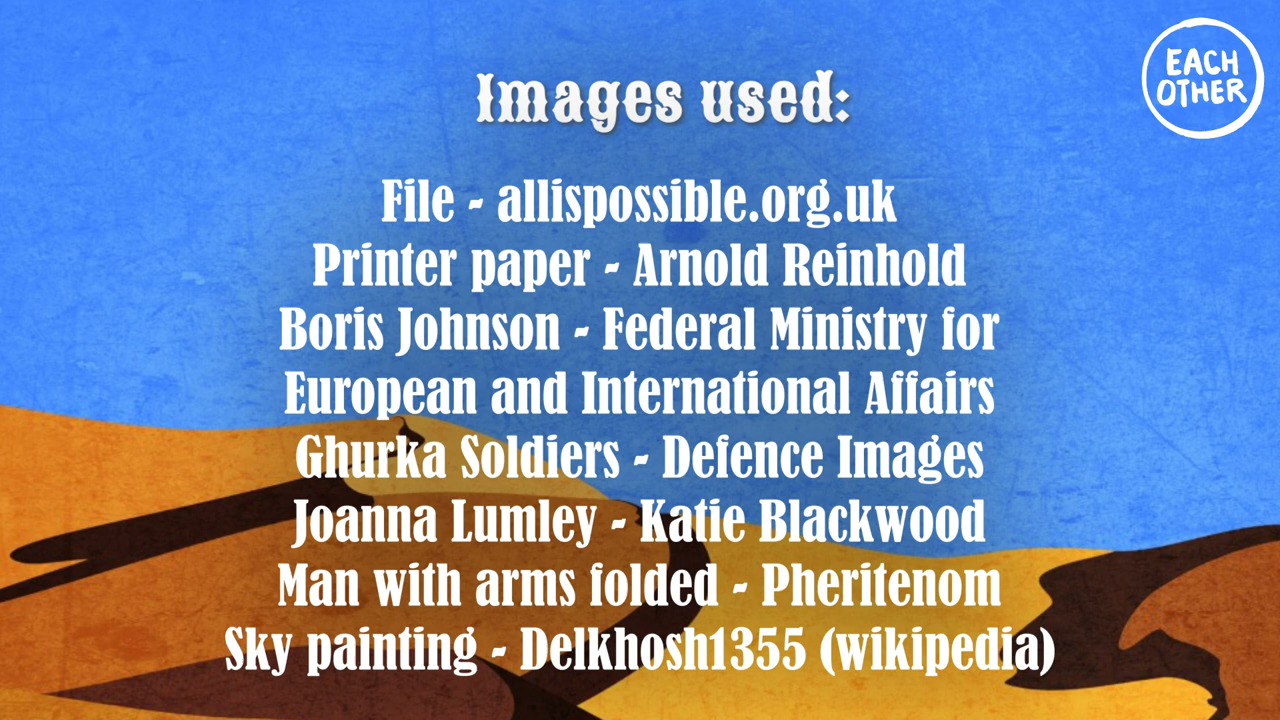 EACH
OTHER
Images used:
File - allispossible.org.uk
Printer paper - Arnold Reinhold
Boris Johnson - Federal Ministry for
European and International Affairs
Ghurka Soldiers - Defence Images
Joanna Lumley - Katie Blackwood
Man with arms folded - Pheritenom
Sky painting - Delkhosh1355 (wikipedia)